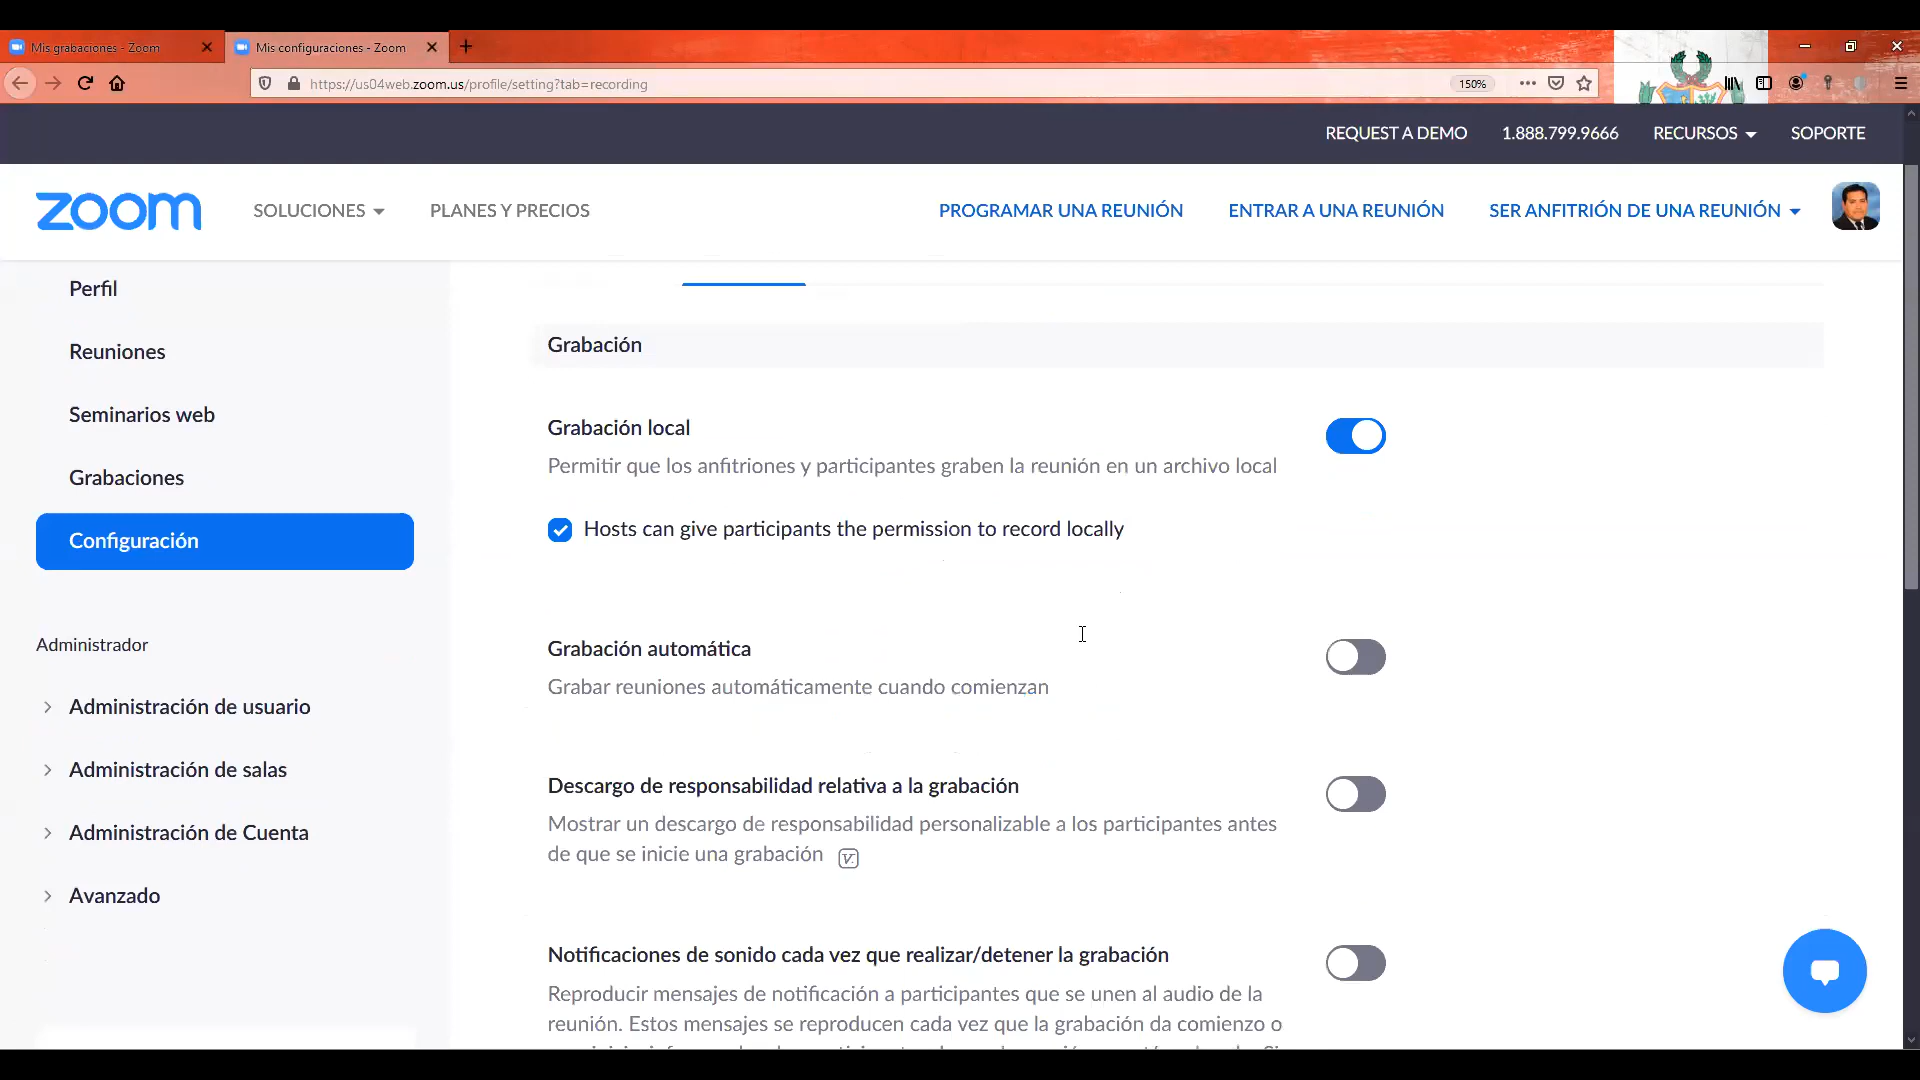 Mis grabaciones - Zoom
Mis configuraciones - Zoom
https://us04web.zoom.us/profile/setting?tab=recording
150%
REQUEST A DEMO
1.888.799.9666
RECURSOS
SOPORTE
zoom
SOLUCIONES
PLANES Y PRECIOS
PROGRAMAR UNA REUNIÓN
ENTRAR A UNA REUNIÓN
SER ANFITRIÓN DE UNA REUNIÓN
Perfil
Reuniones
Seminarios web
Grabaciones
Configuración
Administrador
Administración de usuario
Administración de salas
Administración de Cuenta
Avanzado
Grabación
Grabación local
Permitir que los anfitriones y participantes graben la reunión en un archivo local
Hosts can give participants the permission to record locally
Grabación automática
Grabar reuniones automáticamente cuando comienzan
Descargo de responsabilidad relativa a la grabación
Mostrar un descargo de responsabilidad personalizable a los participantes antes
de que se inicie una grabación
Notificaciones de sonido cada vez que realizar/detener la grabación
Reproducir mensajes de notificación a participantes que se unen al audio de la
reunión. Estos mensajes se reproducen cada vez que la grabación da comienzo o